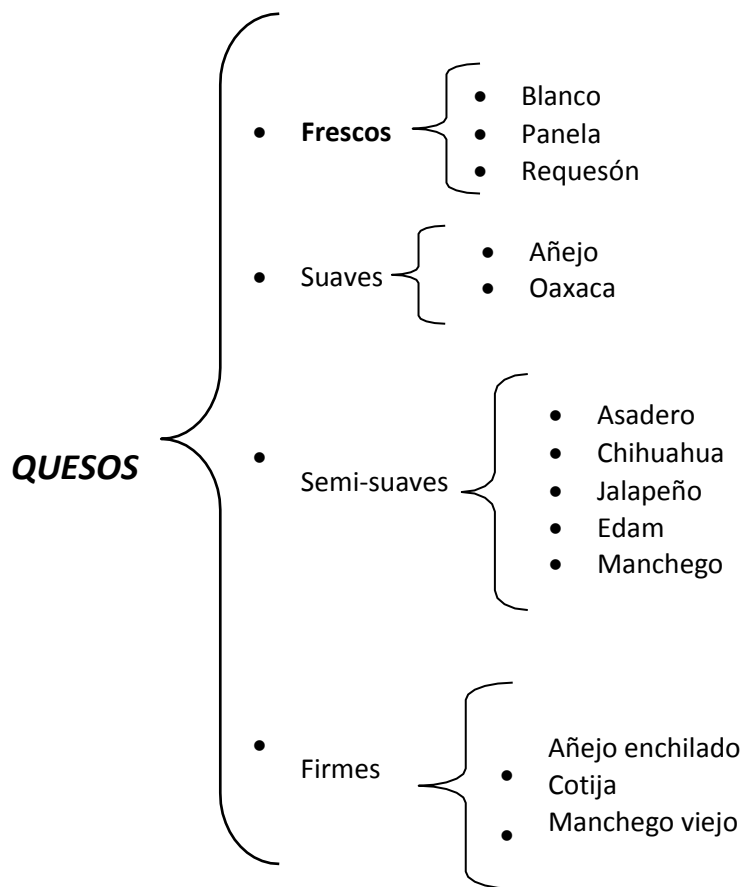 QUESOS
Frescos
Blanco
Panela
Requesón
Suaves
Añejo
Oaxaca
Semi-suaves
Asadero
Chihuahua
Jalapeño
Edam
Manchego
Firmes
Añejo enchilado
Cotija
Manchego viejo